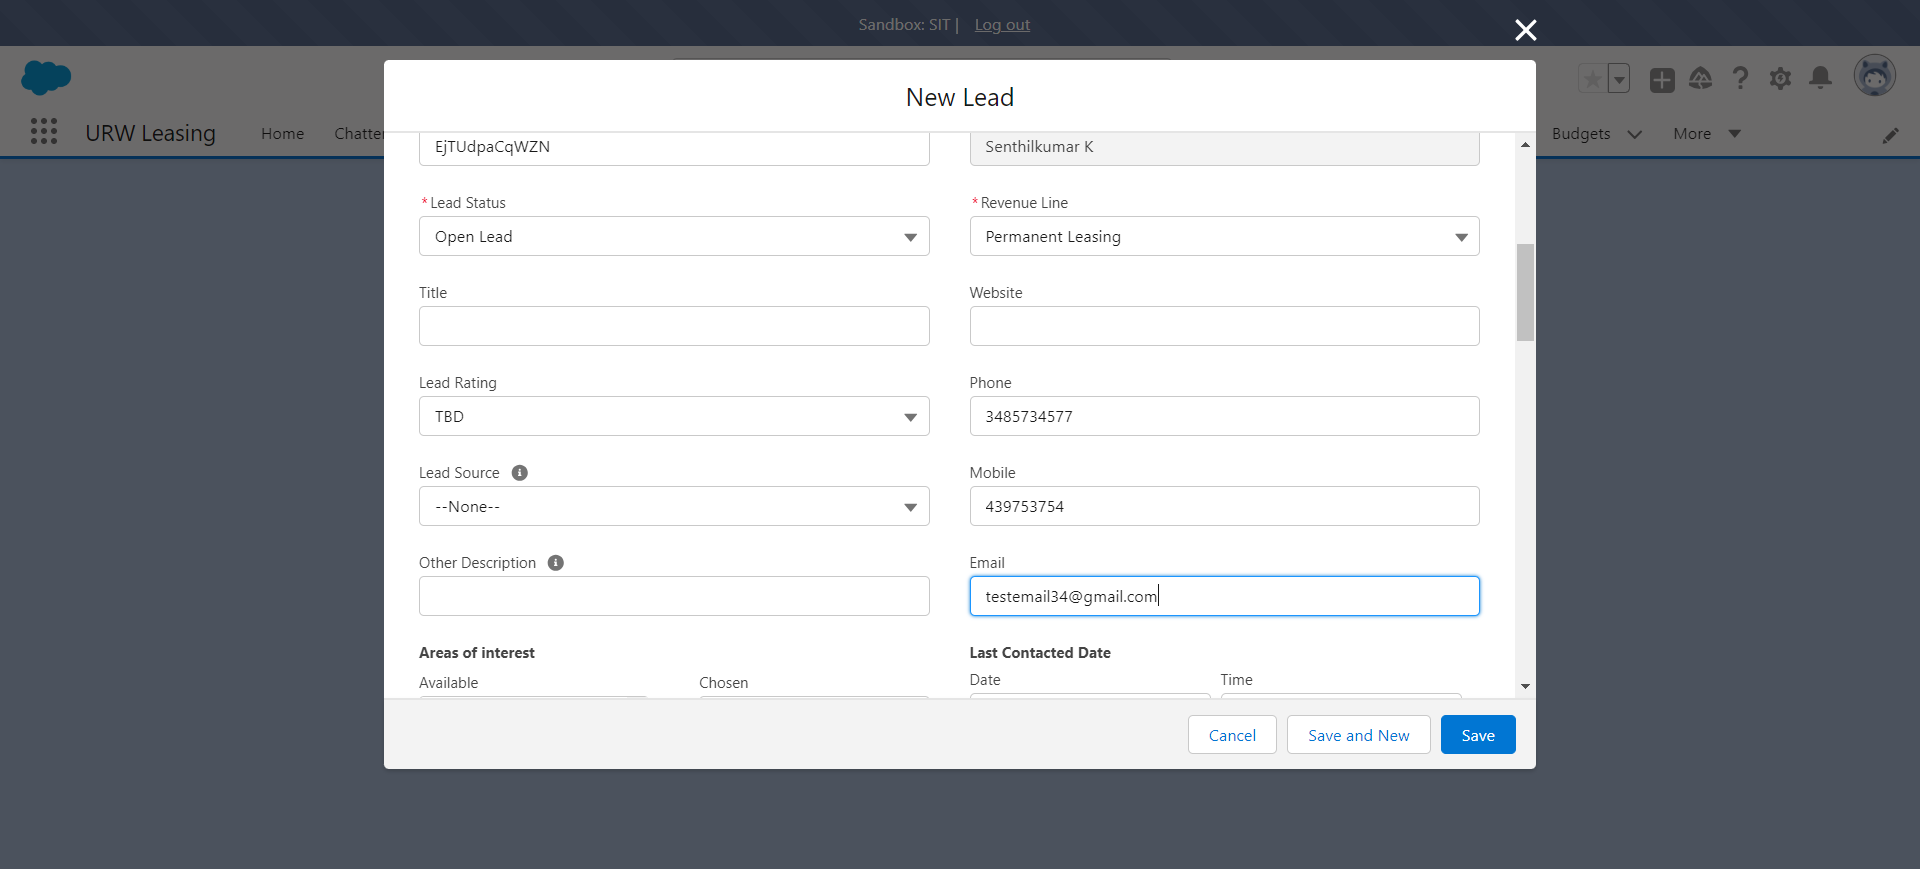 Sandbox: SIT | Log out
New Lead
URW Leasing Home Chatte Budgets More
EjTUdpaCqWZN Senthilkumar K
*Lead Status *Revenue Line
Open Lead Permanent Leasing
Title Website
Lead Rating Phone
TBD 3485734577
Lead Source Mobile
--None-- 439753754
Other Description Email
testemail34@gmail.com
Areas of interest Last Contacted Date
Available Chosen Date Time
Cancel Save and New Save